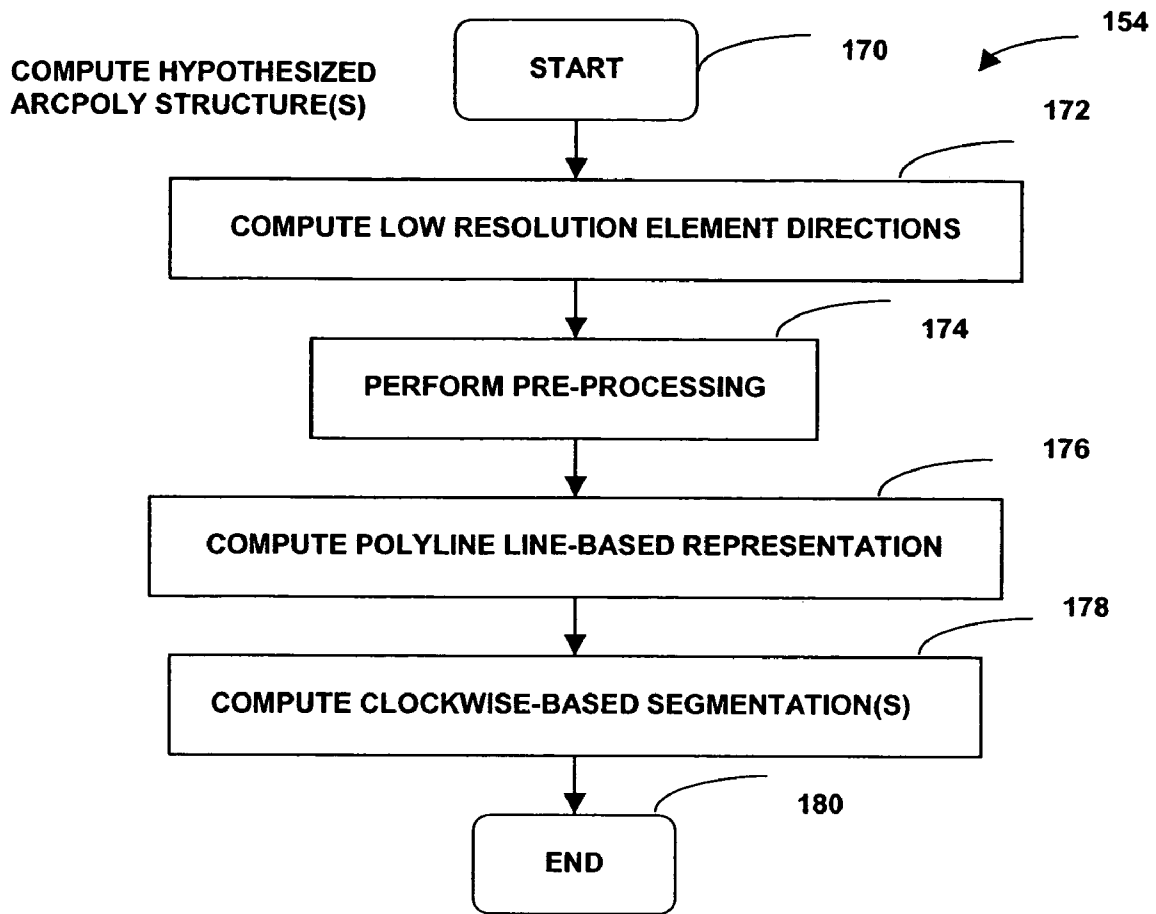 154
START
170
COMPUTE HYPOTHESIZED
ARCPOLY STRUCTURE(S)
172
COMPUTE LOW RESOLUTION ELEMENT DIRECTIONS
174
PERFORM PRE-PROCESSING
176
COMPUTE POLYLINE LINE-BASED REPRESENTATION
178
COMPUTE CLOCKWISE-BASED SEGMENTATION(S)
180
END